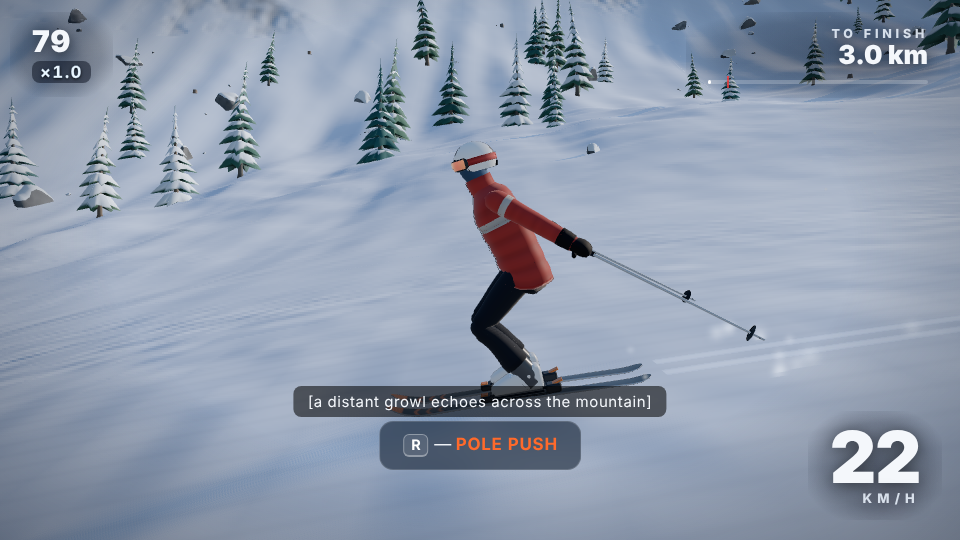 79
×1.0
TO FINISH
3.0 km
[a distant growl echoes across the mountain]
R — POLE PUSH
22
KM/H